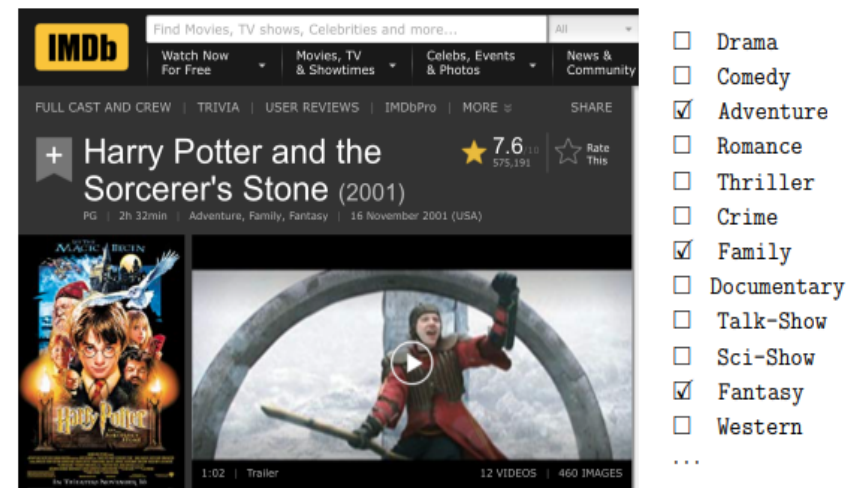 IMDb
Find Movies, TV shows, Celebrities and more...
All
Watch Now
For Free
Movies, TV
& Showtimes
Celebs, Events
& Photos
News &
Community
FULL CAST AND CREW | TRIVIA | USER REVIEWS | IMDbPro | MORE
SHARE
+ Harry Potter and the
Sorcerer's Stone (2001)
7.6/10
575,191
Rate
This
PG | 2h 32min | Adventure, Family, Fantasy | 16 November 2001 (USA)
MAGIC BEGIN
Harry Potter
1:02 | Trailer
12 VIDEOS | 460 IMAGES
☐ Drama
☐ Comedy
☑ Adventure
☐ Romance
☐ Thriller
☐ Crime
☑ Family
☐ Documentary
☐ Talk-Show
☐ Sci-Show
☑ Fantasy
☐ Western
...